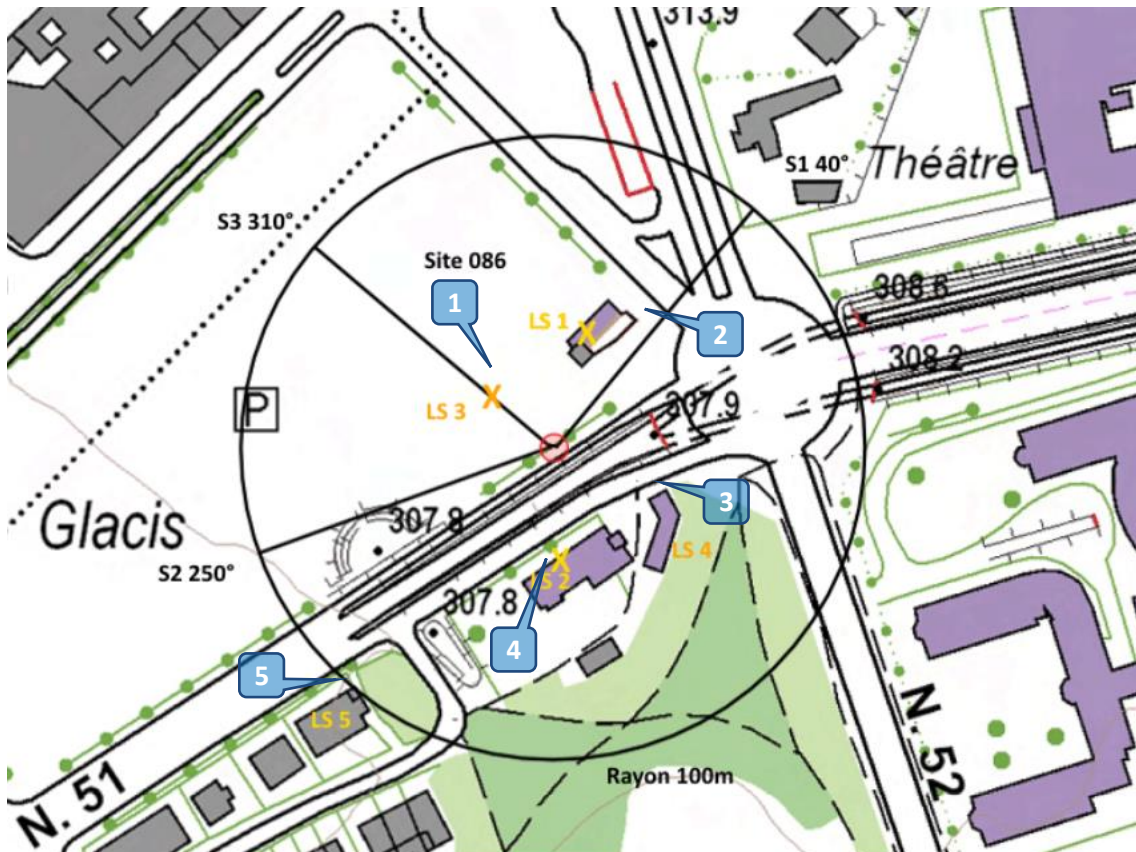 313.9
S1 40°
Théâtre
S3 310°
Site 086
1
308.6
LS 1
2
308.2
P
LS 3
307.9
3
307.8
Glacis
LS 4
S2 250°
LS 2
307.8
4
5
LS 5
N. 52
Rayon 100m
N. 51